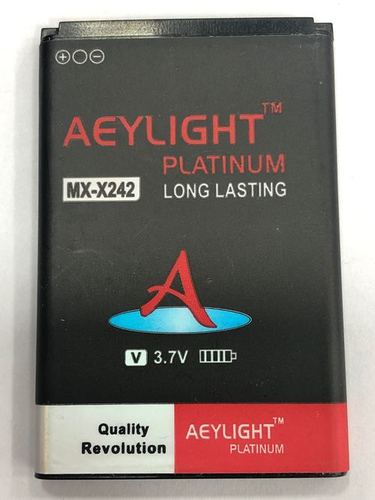 AEYLIGHT™
PLATINUM
MX-X242 LONG LASTING
A
V 3.7V
Quality
Revolution
AEYLIGHT™
PLATINUM